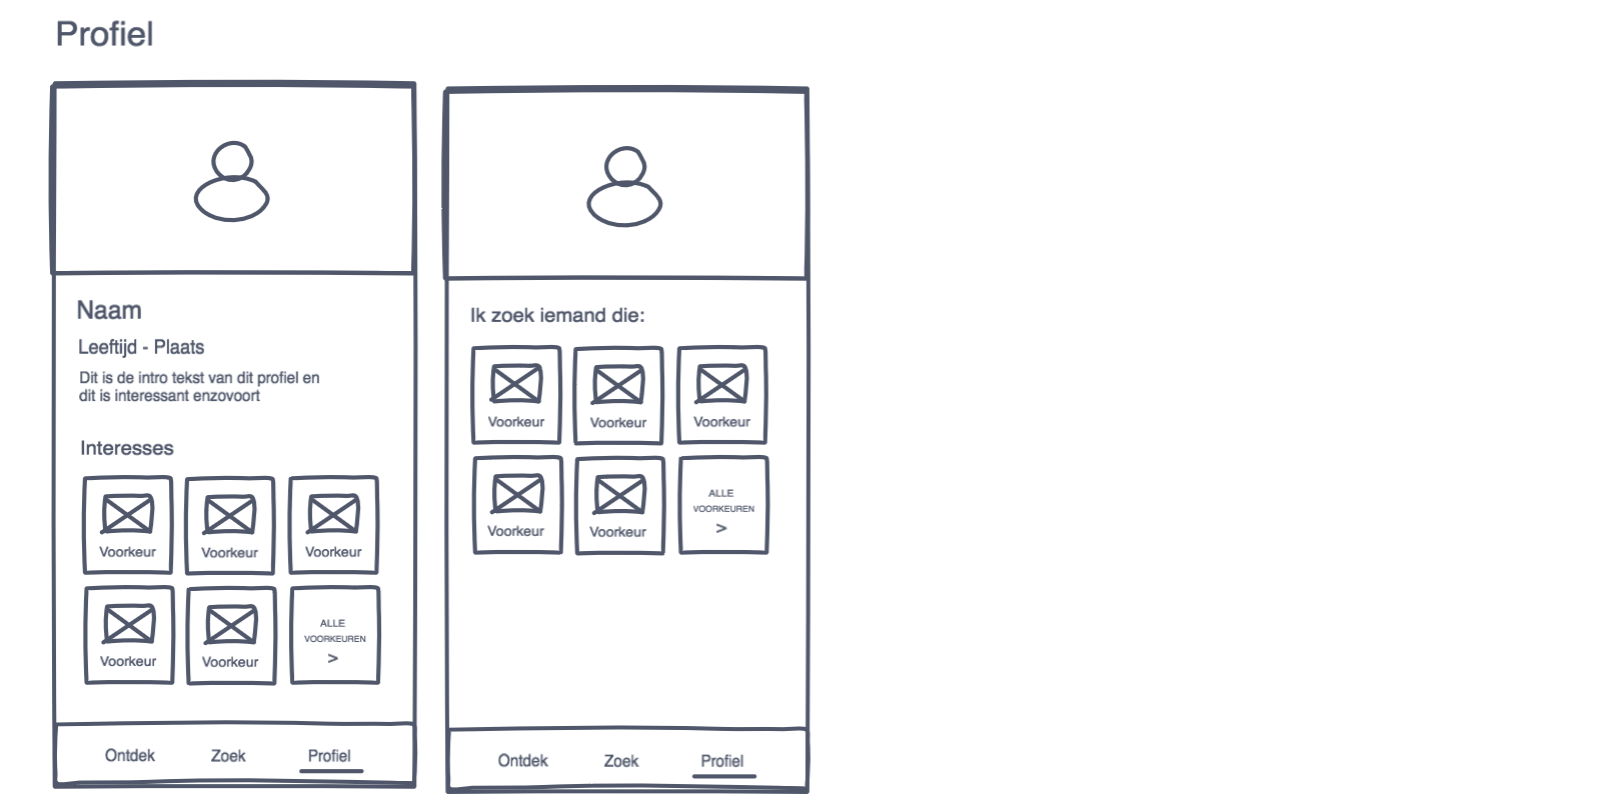 Profiel
Naam
Leeftijd - Plaats
Dit is de intro tekst van dit profiel en
dit is interessant enzovoort
Interesses
Voorkeur
Voorkeur
Voorkeur
Voorkeur
Voorkeur
ALLE
VOORKEUREN
>
Ontdek
Zoek
Profiel
Ik zoek iemand die:
Voorkeur
Voorkeur
Voorkeur
Voorkeur
Voorkeur
ALLE
VOORKEUREN
>
Ontdek
Zoek
Profiel